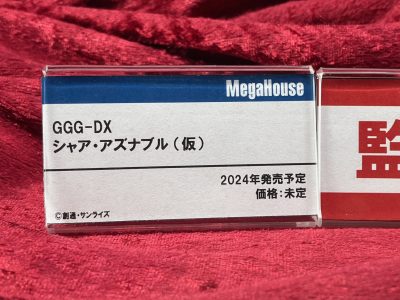 MegaHouse
GGG-DX
シャア・アズナブル（仮）
2024年発売予定
価格：未定
©創通・サンライズ
監